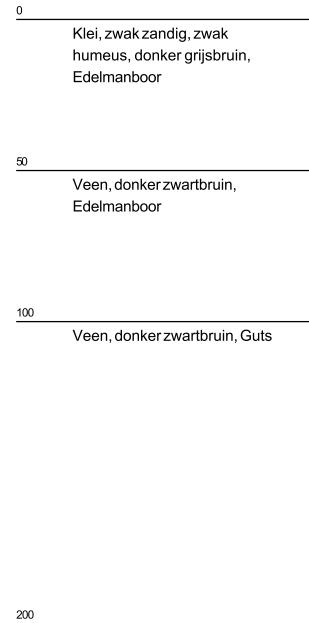 0
Klei, zwak zandig, zwak
humeus, donker grijsbruin,
Edelmanboor
50
Veen, donker zwartbruin,
Edelmanboor
100
Veen, donker zwartbruin, Guts
200